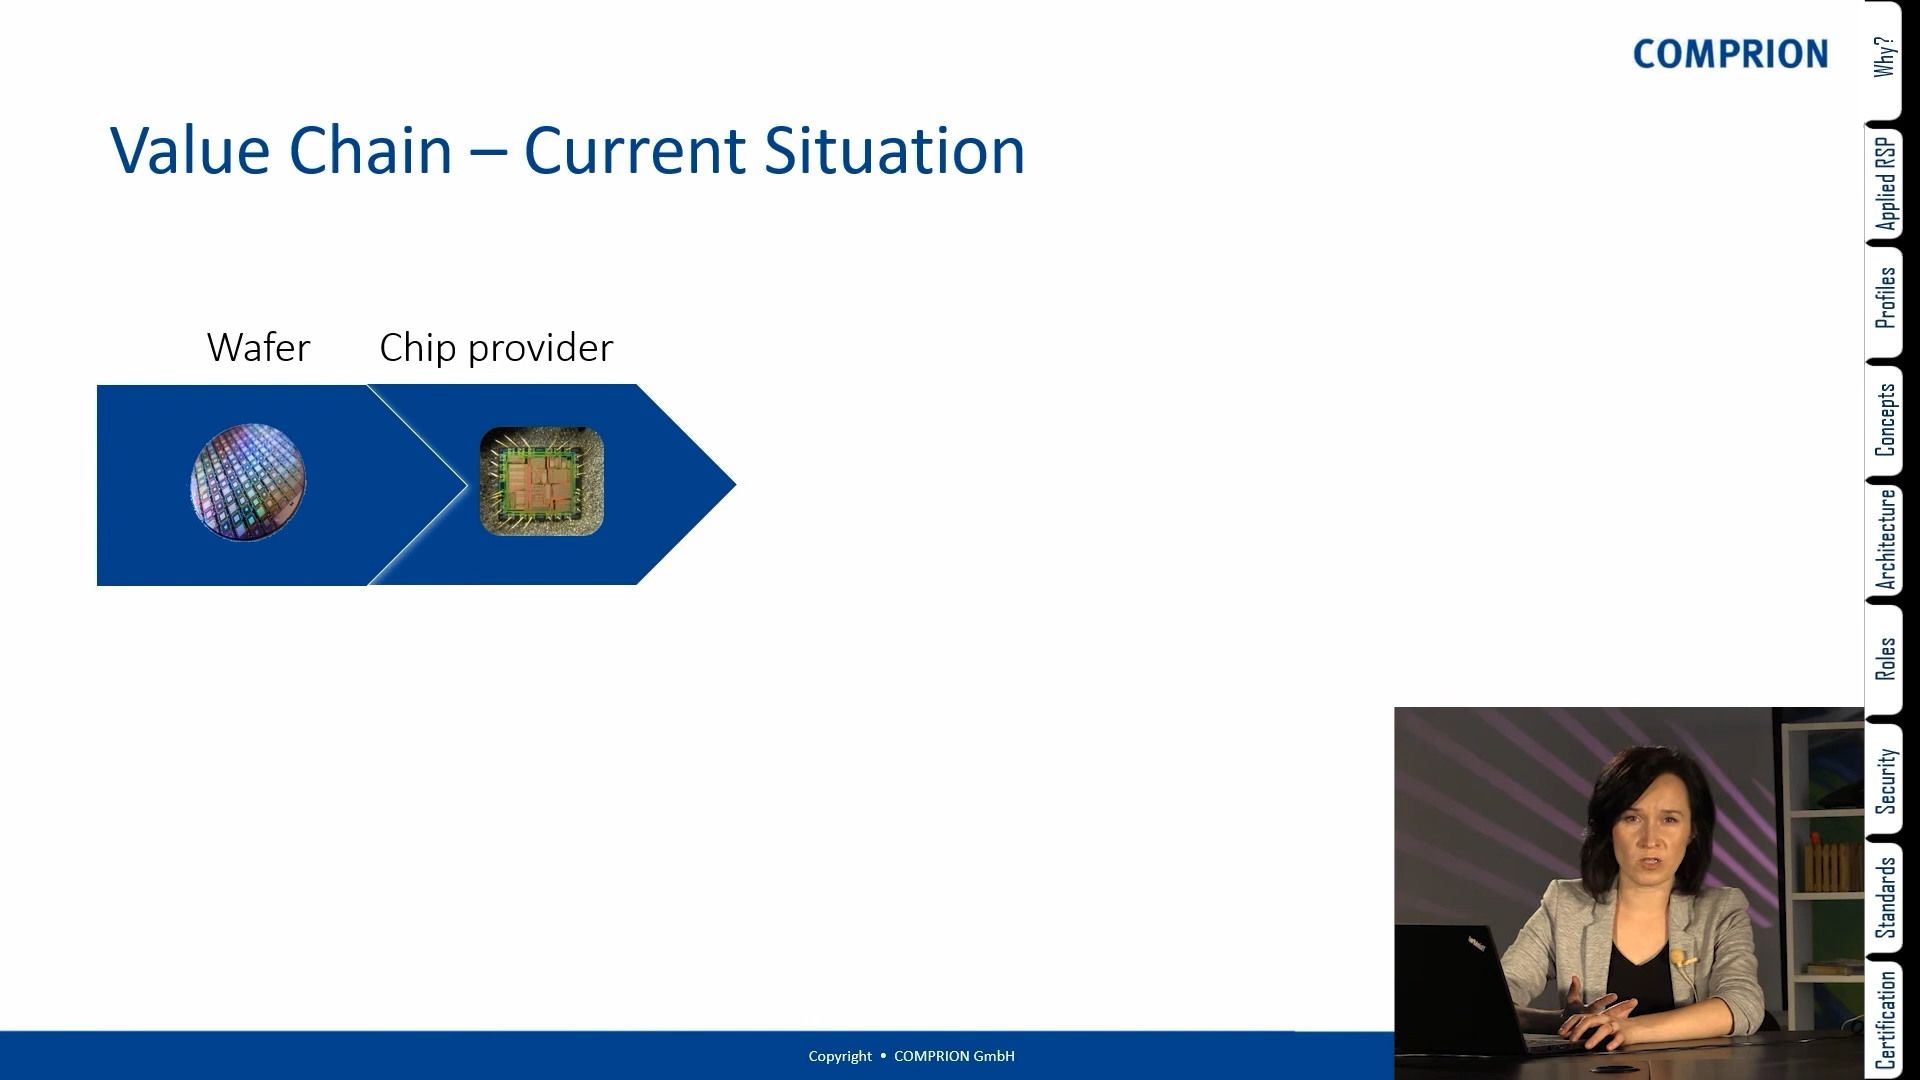 COMPRION
Value Chain – Current Situation
Wafer
Chip provider
Copyright • COMPRION GmbH
Why?
Applied RSP
Profiles
Concepts
Architecture
Roles
Security
Standards
Certification